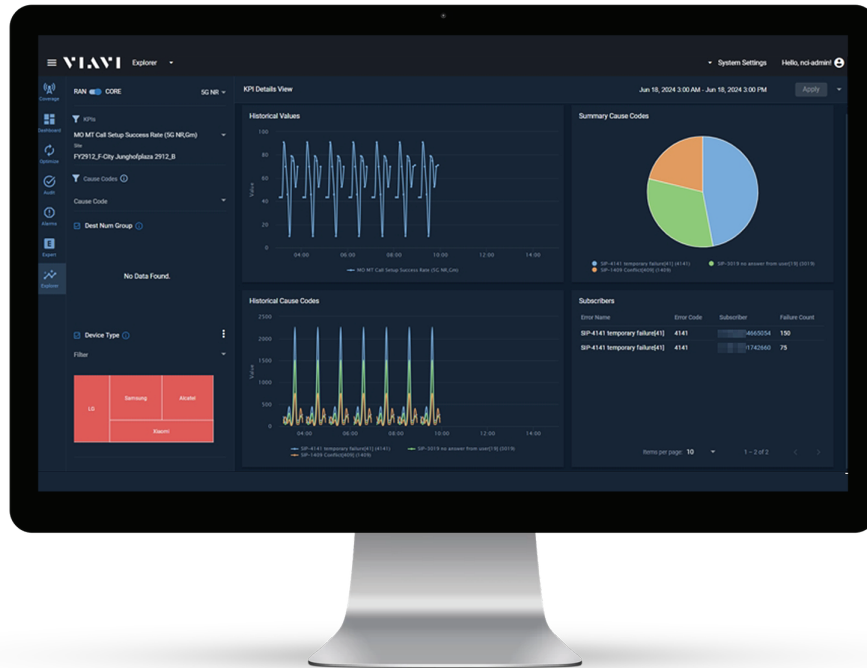 VIAVI Explorer System Settings Hello, nci-admin!
Coverage
Dashboard
Optimize
Audit
Alarms
E
Expert
Explorer
RAN CORE 5G NR
KPIs
MO MT Call Setup Success Rate (5G NR,Gm)
Site
FY2912_F-City Junghofplaza 2912_B
Cause Codes
Cause Code
Dest Num Group
No Data Found.
Device Type
Filter
LG
Samsung
Alcatel
Xiaomi
KPI Details View Jun 18, 2024 3:00 AM - Jun 18, 2024 3:00 PM Apply
Historical Values
Value
100
80
60
40
20
0
04:00 06:00 08:00 10:00 12:00 14:00
MO MT Call Setup Success Rate (5G NR,Gm)
Summary Cause Codes
SIP-4141 temporary failure[41] (4141) SIP-5019 no answer from user[19] (5019)
SIP-1409 Conflict[409] (1409)
Historical Cause Codes
Value
2500
2000
1500
1000
500
0
04:00 06:00 08:00 10:00 12:00 14:00
SIP-4141 temporary failure[41] (4141) SIP-5019 no answer from user[19] (5019)
SIP-1409 Conflict[409] (1409)
Subscribers
Error Name Error Code Subscriber Failure Count
SIP-4141 temporary failure[41] 4141 4665054 150
SIP-4141 temporary failure[41] 4141 1742660 75
Items per page: 10 1 – 2 of 2